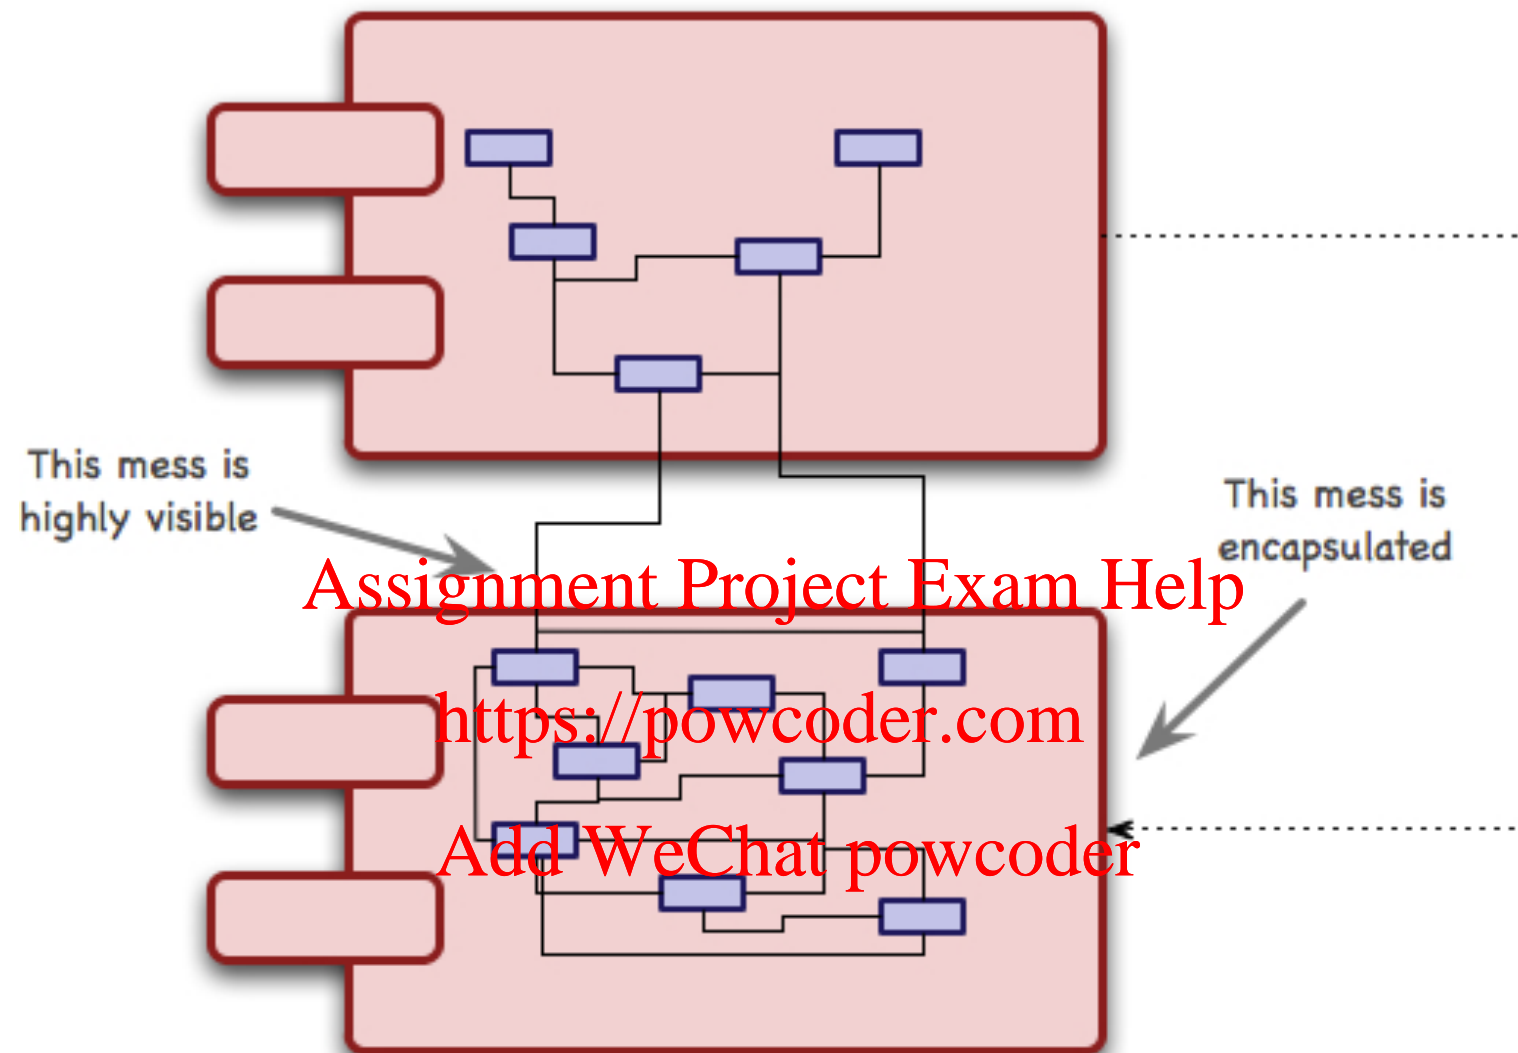 This mess is
highly visible
This mess is
encapsulated
Assignment Project Exam Help
https://powcoder.com
Add WeChat powcoder